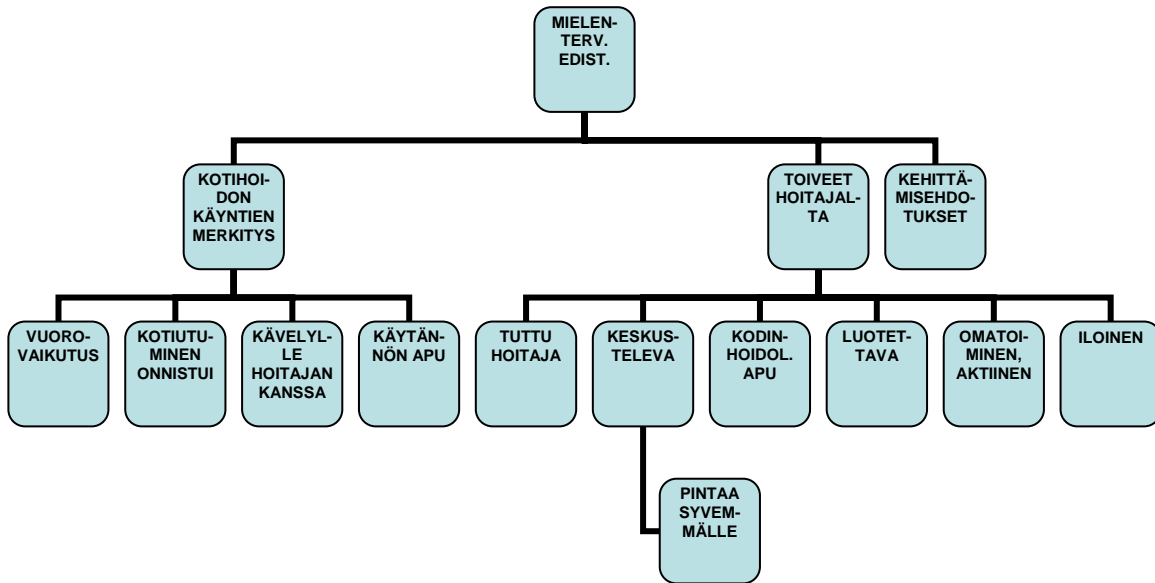 MIELEN-
TERV.
EDIST.
KOTIHOI-
DON
KÄYNTIEN
MERKITYS
TOIVEET
HOITAJAL-
TA
KEHITTÄ-
MISEHDO-
TUKSET
VUORO-
VAIKUTUS
KOTIUTU-
MINEN
ONNISTUI
KÄVELYL-
LE
HOITAJAN
KANSSA
KÄYTÄN-
NÖN APU
TUTTU
HOITAJA
KESKUS-
TELEVA
KODIN-
HOIDOL.
APU
LUOTET-
TAVA
OMATOI-
MINEN,
AKTIINEN
ILOINEN
PINTAA
SYVEM-
MÄLLE